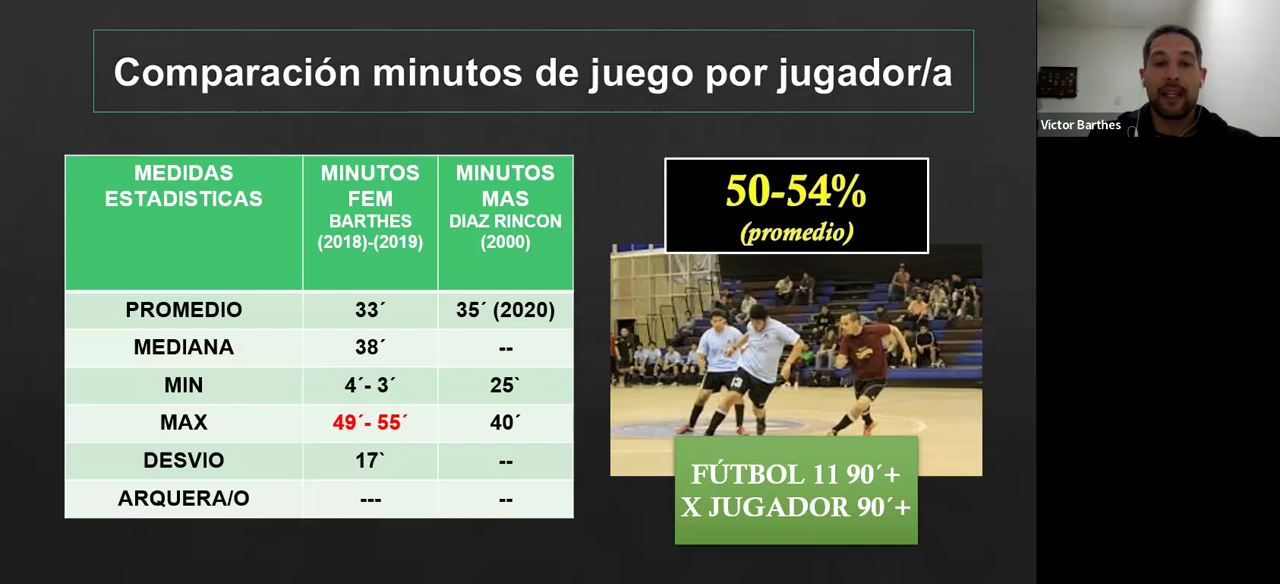 Comparación minutos de juego por jugador/a
MEDIDAS
ESTADISTICAS
MINUTOS
FEM
BARTHES
(2018)-(2019)
MINUTOS
MAS
DIAZ RINCON
(2000)
PROMEDIO 33´ 35´ (2020)
MEDIANA 38´ --
MIN 4´- 3´ 25`
MAX 49´- 55´ 40´
DESVIO 17` --
ARQUERA/O --- --
50-54%
(promedio)
FÚTBOL 11 90´+
X JUGADOR 90´+
Victor Barthes